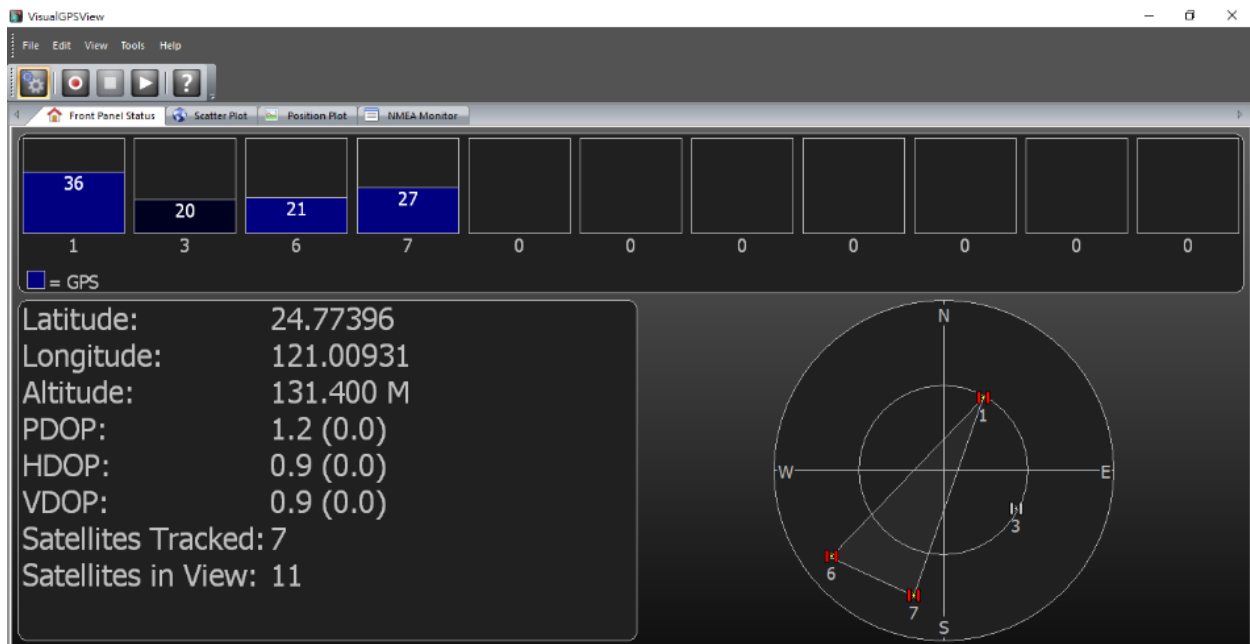 VisualGPSView
File Edit View Tools Help
Front Panel Status Scatter Plot Position Plot NMEA Monitor
36 20 21 27
1 3 6 7 0 0 0 0 0 0 0
= GPS
Latitude: 24.77396
Longitude: 121.00931
Altitude: 131.400 M
PDOP: 1.2 (0.0)
HDOP: 0.9 (0.0)
VDOP: 0.9 (0.0)
Satellites Tracked: 7
Satellites in View: 11
N
1
W E
3
6
7
S